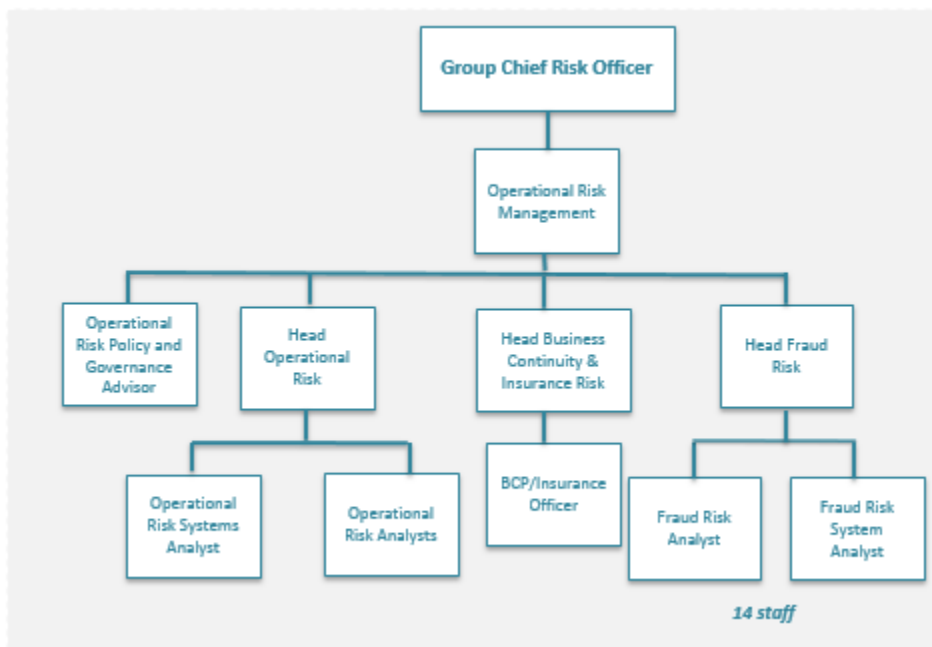 Group Chief Risk Officer
Operational Risk
Management
Operational
Risk Policy and
Governance
Advisor
Head
Operational
Risk
Head Business
Continuity &
Insurance Risk
Head Fraud
Risk
Operational
Risk Systems
Analyst
Operational
Risk Analysts
BCP/Insurance
Officer
Fraud Risk
Analyst
Fraud Risk
System
Analyst
14 staff